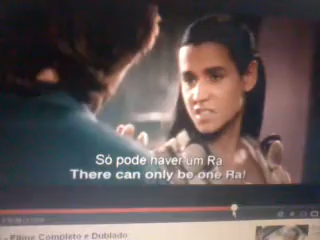 Só pode haver um Ra
There can only be one Ra!
- Filme Completo e Dublado